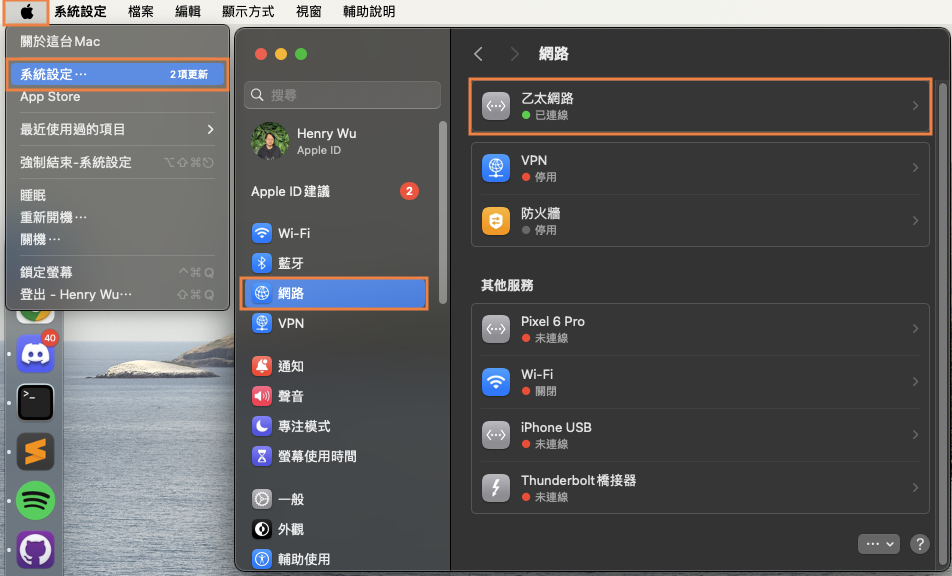 系統設定 檔案 編輯 顯示方式 視窗 輔助說明
關於這台 Mac
系統設定⋯ 2 項更新
App Store
最近使用過的項目
強制結束-系統設定 ⌥⇧⌘⎋
睡眠
重新開機⋯
關機⋯
鎖定螢幕 ^⌘Q
登出 - Henry Wu⋯ ⇧⌘Q
40
>_
搜尋
Henry Wu
Apple ID
Apple ID 建議 2
Wi-Fi
藍牙
網路
VPN
通知
聲音
專注模式
螢幕使用時間
一般
外觀
輔助使用
網路
乙太網路
已連線
VPN
停用
防火牆
停用
其他服務
Pixel 6 Pro
未連線
Wi-Fi
關閉
iPhone USB
未連線
Thunderbolt 橋接器
未連線
⋯ ?